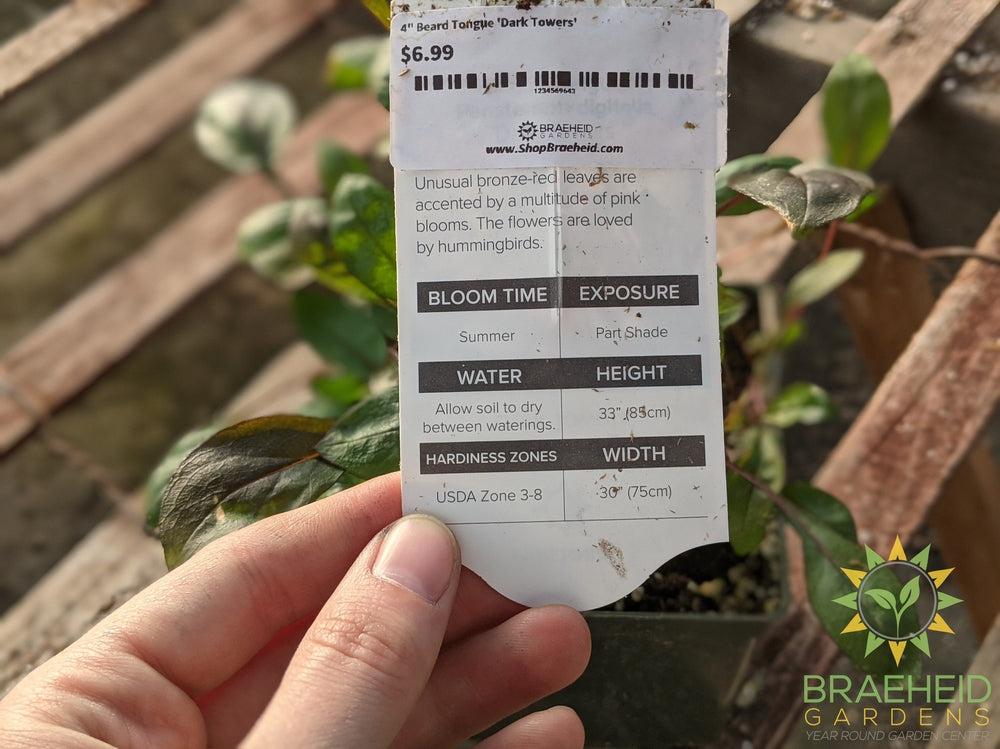 4" Beard Tongue 'Dark Towers'
$6.99
1234569643
BRAEHEID
GARDENS
www.ShopBraeheid.com
Unusual bronze-red leaves are
accented by a multitude of pink
blooms. The flowers are loved
by hummingbirds.
BLOOM TIME EXPOSURE
Summer Part Shade
WATER HEIGHT
Allow soil to dry
between waterings. 33" (85cm)
HARDINESS ZONES WIDTH
USDA Zone 3-8 30" (75cm)
BRAEHEID
GARDENS
YEAR ROUND GARDEN CENTER